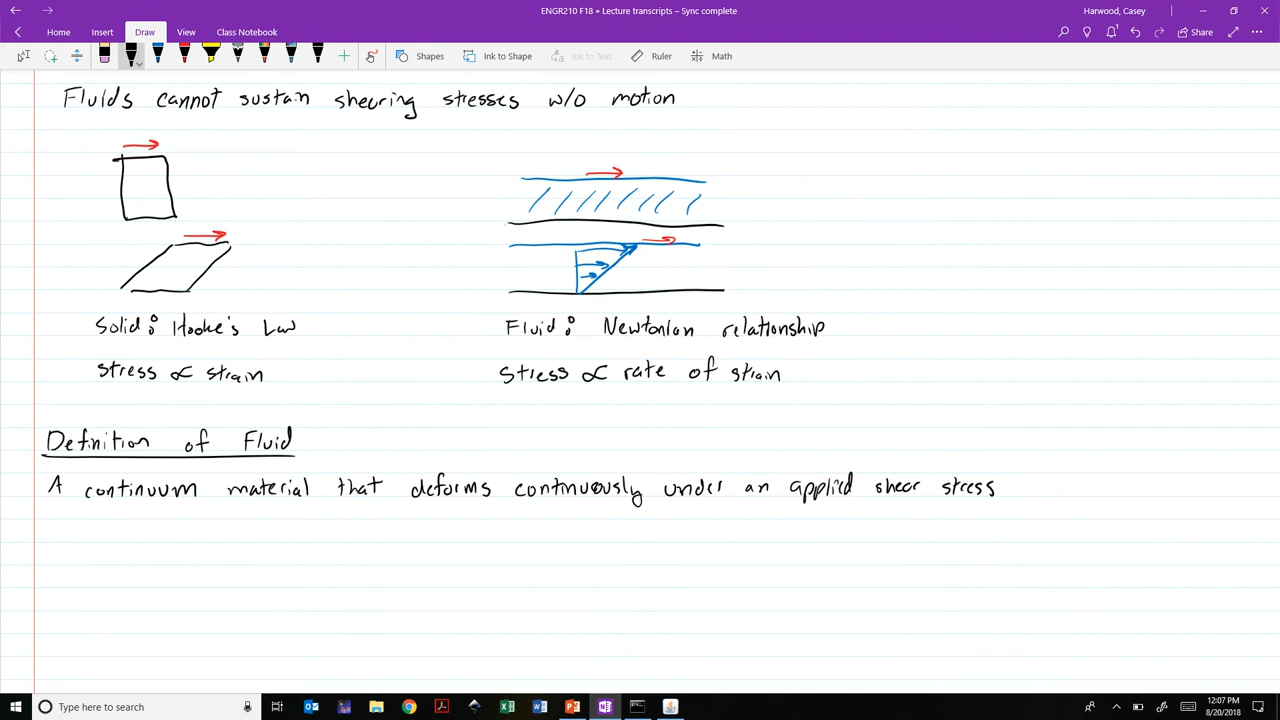 ENGR210 F18 » Lecture transcripts – Sync complete
Harwood, Casey
Home Insert Draw View Class Notebook
Share
Shapes Ink to Shape Ink to Text Ruler Math
Fluids cannot sustain shearing stresses w/o motion
Solid: Hooke's Law
Fluid: Newtonian relationship
stress ∝ strain
Stress ∝ rate of strain
Definition of Fluid
A continuum material that deforms continuously under an applied shear stress
Type here to search
12:07 PM
8/20/2018